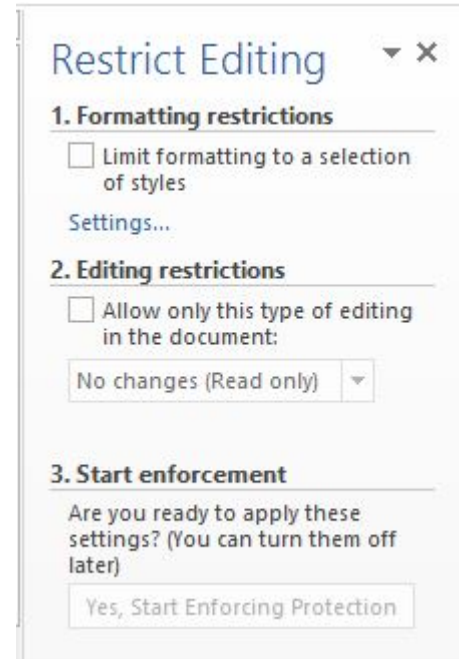 Restrict Editing
1. Formatting restrictions
Limit formatting to a selection
of styles
Settings...
2. Editing restrictions
Allow only this type of editing
in the document:
No changes (Read only)
3. Start enforcement
Are you ready to apply these
settings? (You can turn them off
later)
Yes, Start Enforcing Protection